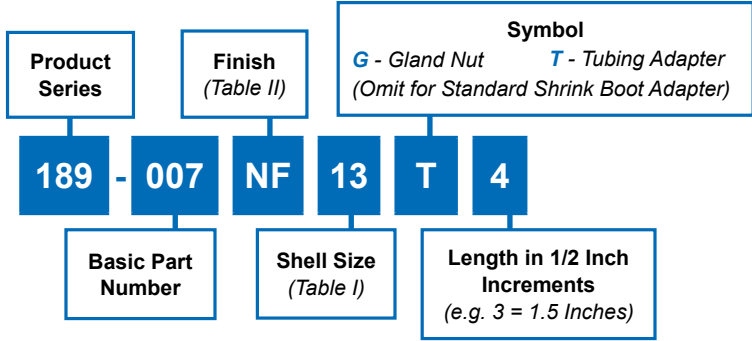 Product
Series
Finish
(Table II)
Symbol
G - Gland Nut T - Tubing Adapter
(Omit for Standard Shrink Boot Adapter)
189 - 007 NF 13 T 4
Basic Part
Number
Shell Size
(Table I)
Length in 1/2 Inch
Increments
(e.g. 3 = 1.5 Inches)